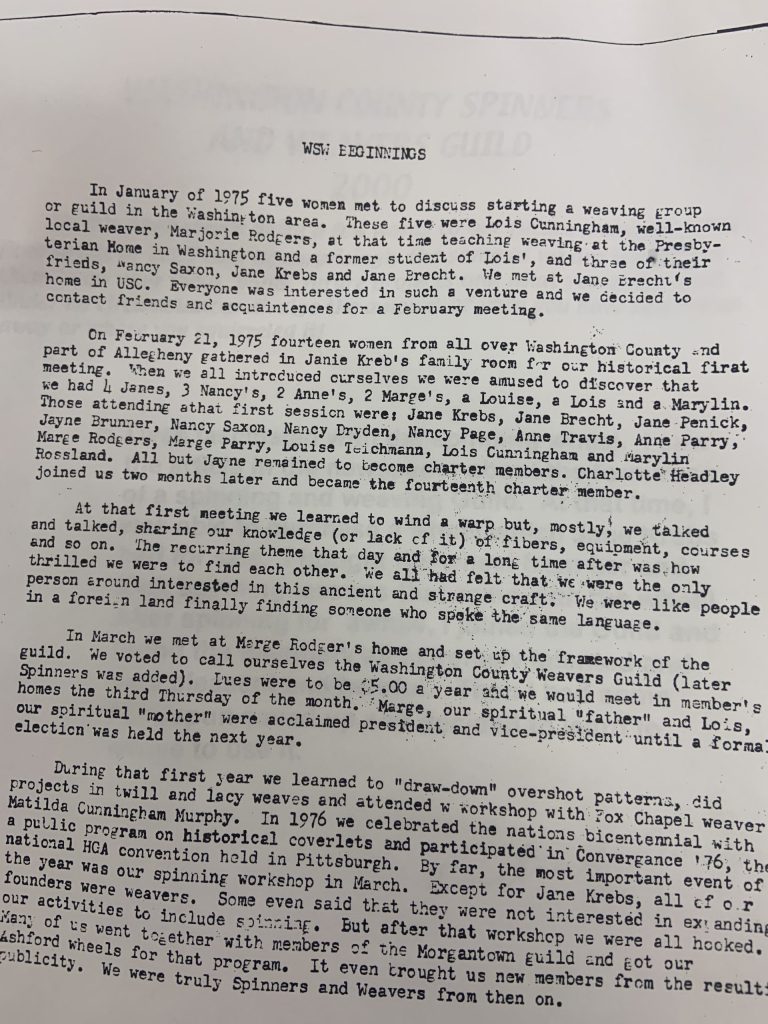 WSW BEGINNINGS
In January of 1975 five women met to discuss starting a weaving group
or guild in the Washington area. These five were Lois Cunningham, well-known
local weaver, Marjorie Rodgers, at that time teaching weaving at the Presby-
terian Home in Washington and a former student of Lois', and three of their
frieds, Nancy Saxon, Jane Krebs and Jane Brecht. We met at Jane Brecht's
home in USC. Everyone was interested in such a venture and we decided to
contact friends and acquaintences for a February meeting.
On February 21, 1975 fourteen women from all over Washington County and
part of Allegheny gathered in Janie Kreb's family room for our historical first
meeting. When we all introduced ourselves we were amused to discover that
we had 4 Janes, 3 Nancy's, 2 Anne's, 2 Marge's, a Louise, a Lois and a Marylin.
Those attending athat first session were; Jane Krebs, Jane Brecht, Jane Penick,
Jayne Brunner, Nancy Saxon, Nancy Dryden, Nancy Page, Anne Travis, Anne Parry,
Marge Rodgers, Marge Parry, Louise Teichmann, Lois Cunningham and Marylin
Rossland. All but Jayne remained to become charter members. Charlotte Headley
joined us two months later and became the fourteenth charter member.
At that first meeting we learned to wind a warp but, mostly, we talked
and talked, sharing our knowledge (or lack of it) of fibers, equipment, courses
and so on. The recurring theme that day and for a long time after was how
thrilled we were to find each other. We all had felt that we were the only
person around interested in this ancient and strange craft. We were like people
in a foreign land finally finding someone who spoke the same language.
In March we met at Marge Rodger's home and set up the framework of the
guild. We voted to call ourselves the Washington County Weavers Guild (later
Spinners was added). Dues were to be $5.00 a year and we would meet in member's
homes the third Thursday of the month. Marge, our spiritual "father" and Lois,
our spiritual "mother" were acclaimed president and vice-president until a formal
election was held the next year.
During that first year we learned to "draw-down" overshot patterns, did
projects in twill and lacy weaves and attended w workshop with Fox Chapel weaver
Matilda Cunningham Murphy. In 1976 we celebrated the nations bicentennial with
a public program on historical coverlets and participated in Convergance '76, the
national HGA convention held in Pittsburgh. By far, the most important event of
the year was our spinning workshop in March. Except for Jane Krebs, all of our
founders were weavers. Some even said that they were not interested in expanding
our activities to include spinning. But after that workshop we were all hooked.
Many of us went together with members of the Morgantown guild and got our
Ashford wheels for that program. It even brought us new members from the
publicity. We were truly Spinners and Weavers from then on.
WASHINGTON COUNTY SPINNERS
AND WEAVERS GUILD
2000